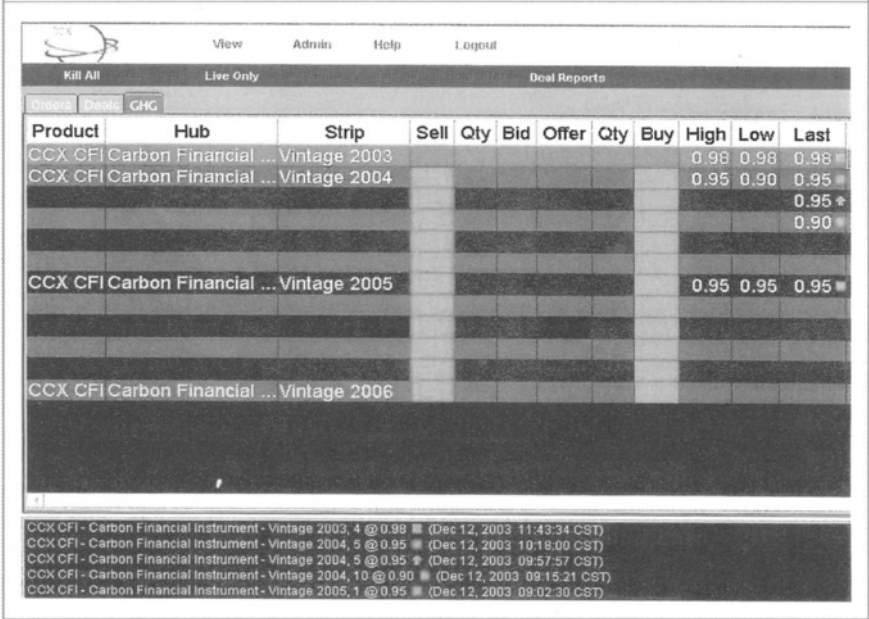 CCX
View Admin Help Logout
Kill All Live Only Deal Reports
Orders Deals GHG
Product Hub Strip Sell Qty Bid Offer Qty Buy High Low Last
CCX CFI Carbon Financial ... Vintage 2003 0.98 0.98 0.98
CCX CFI Carbon Financial ... Vintage 2004 0.95 0.90 0.95
0.95
0.90
CCX CFI Carbon Financial ... Vintage 2005 0.95 0.95 0.95
CCX CFI Carbon Financial ... Vintage 2006
CCX CFI - Carbon Financial Instrument - Vintage 2003, 4 @ 0.98 (Dec 12, 2003 11:43:34 CST)
CCX CFI - Carbon Financial Instrument - Vintage 2004, 5 @ 0.95 (Dec 12, 2003 10:18:00 CST)
CCX CFI - Carbon Financial Instrument - Vintage 2004, 5 @ 0.95 (Dec 12, 2003 09:57:57 CST)
CCX CFI - Carbon Financial Instrument - Vintage 2004, 10 @ 0.90 (Dec 12, 2003 09:15:21 CST)
CCX CFI - Carbon Financial Instrument - Vintage 2005, 1 @ 0.95 (Dec 12, 2003 09:02:30 CST)